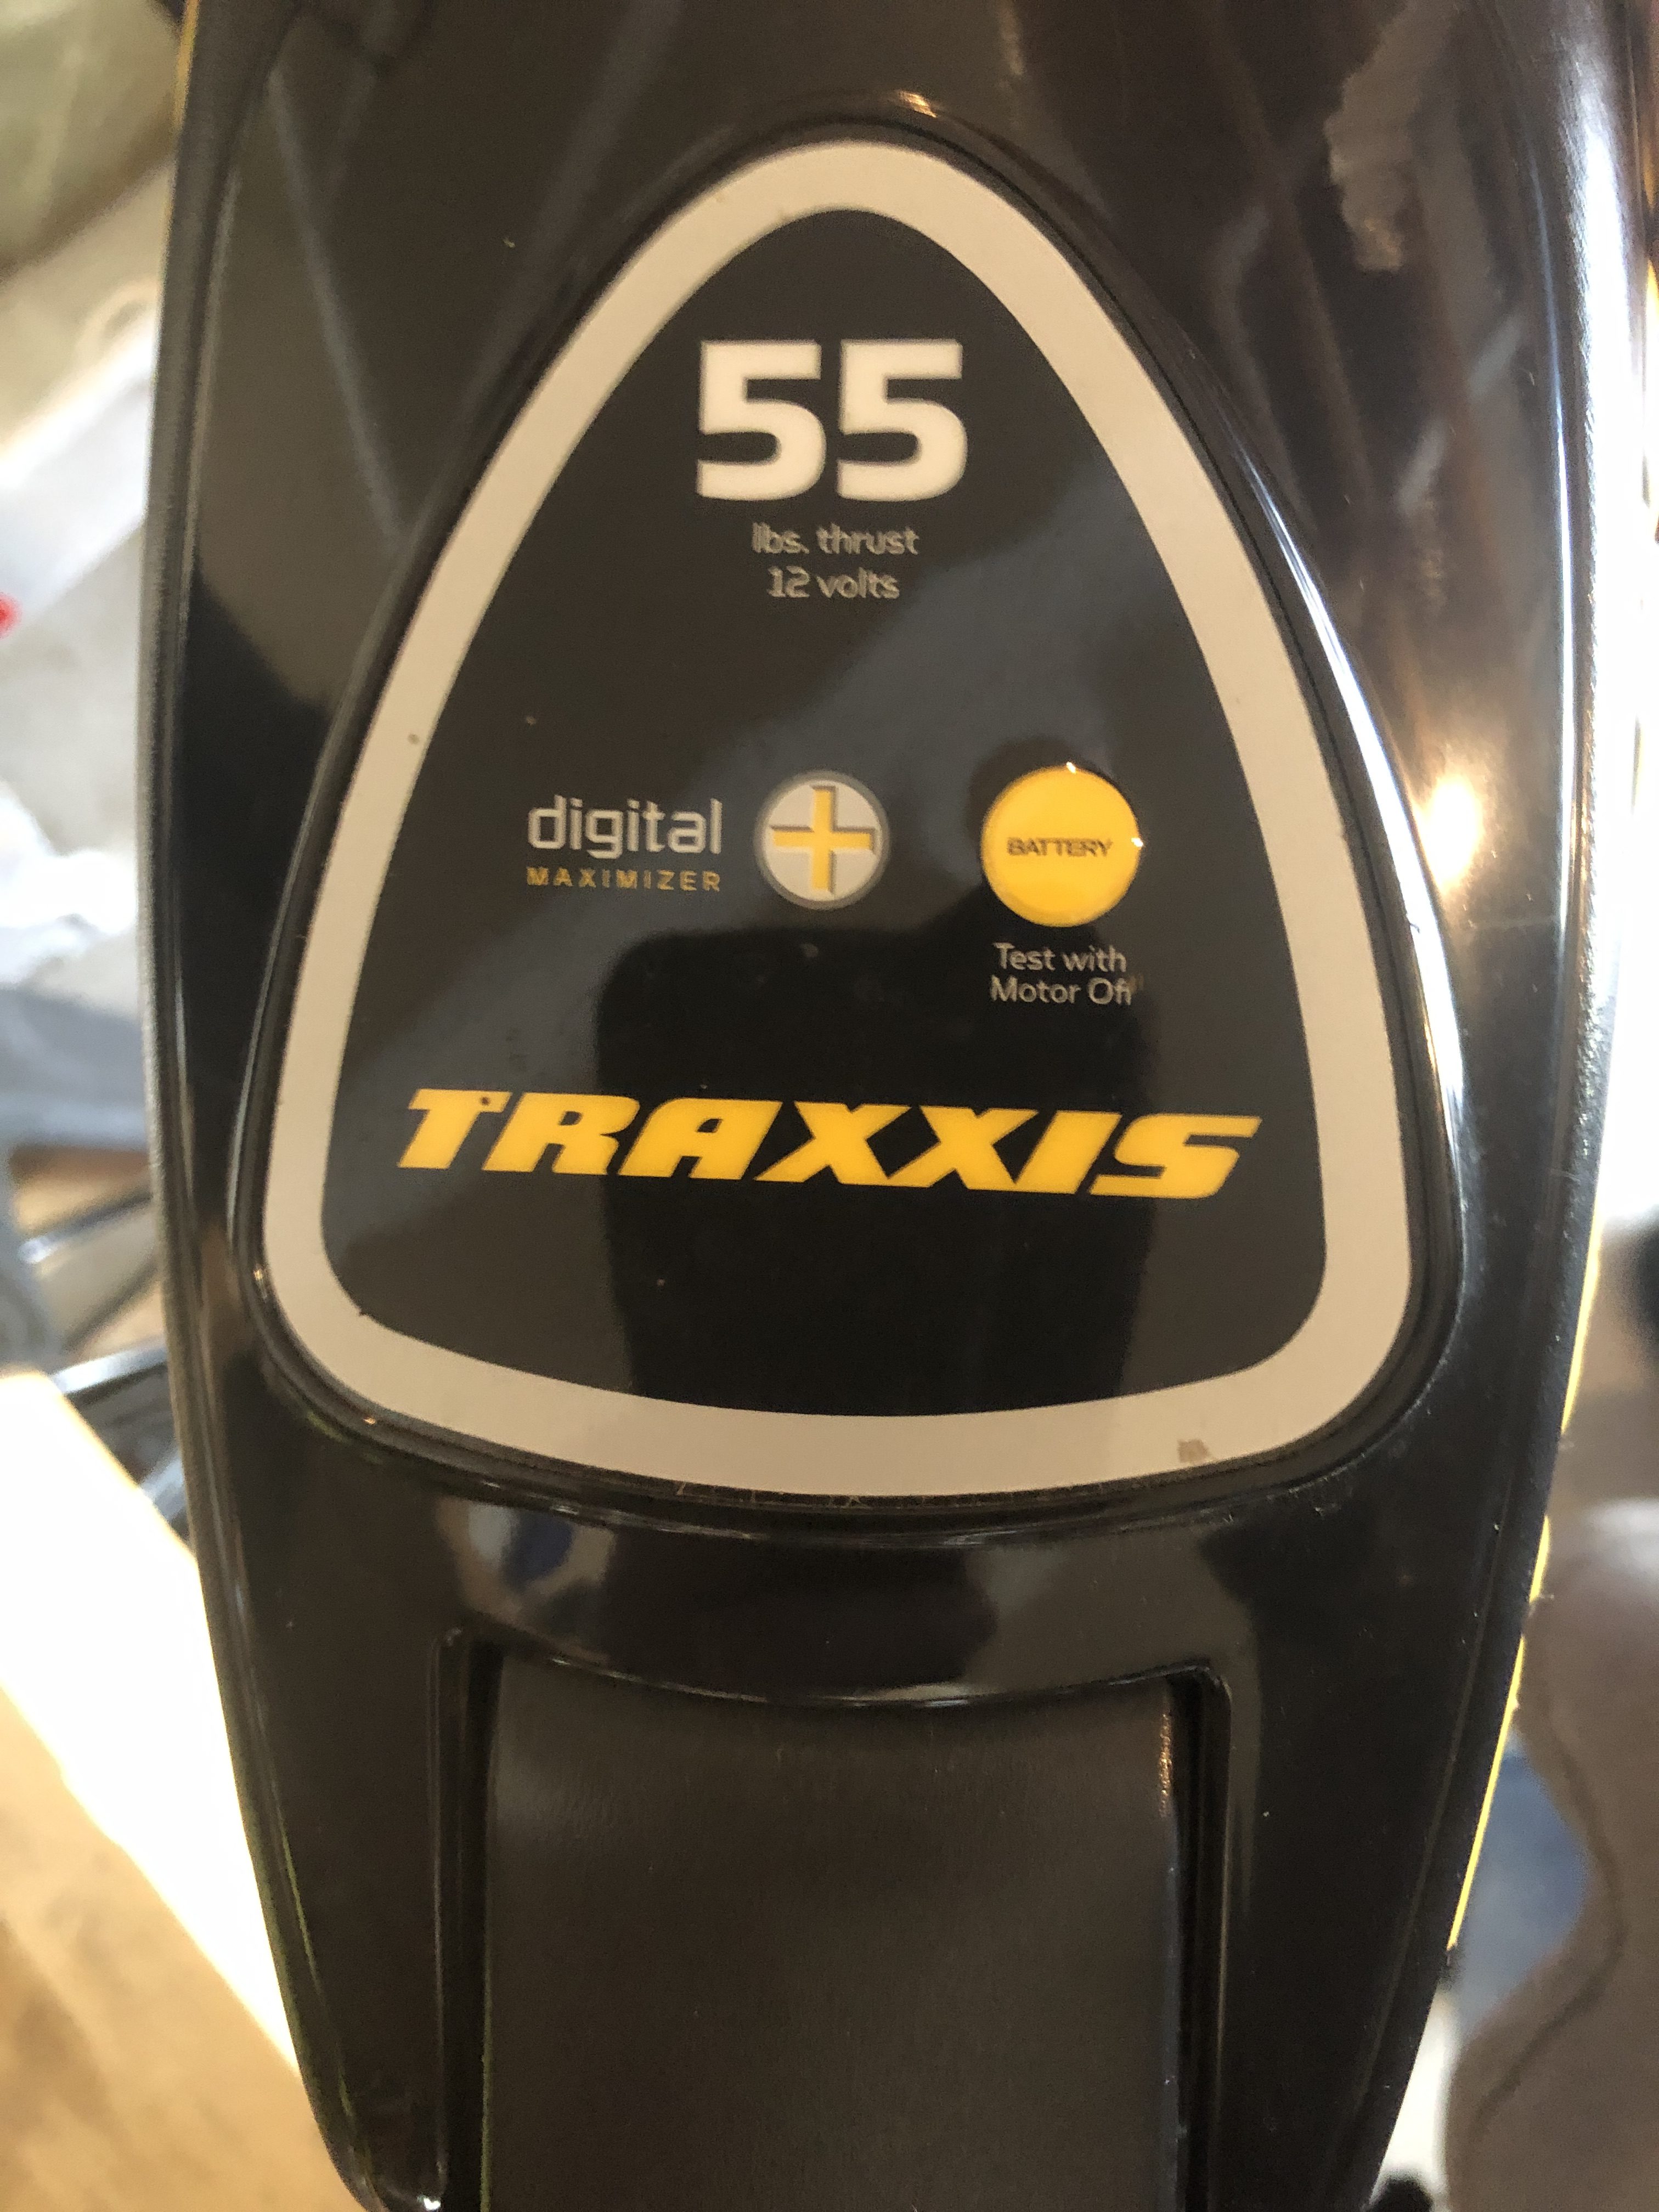 55
lbs. thrust
12 volts
digital
MAXIMIZER
BATTERY
Test with
Motor Off
TRAXXIS